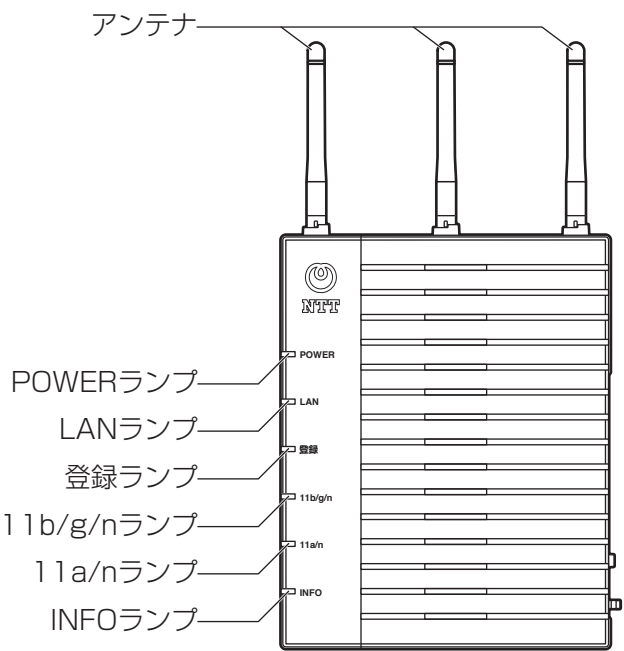 アンテナ
NTT
POWER
POWERランプ
LAN
LANランプ
登録
登録ランプ
11b/g/n
11b/g/nランプ
11a/n
11a/nランプ
INFO
INFOランプ